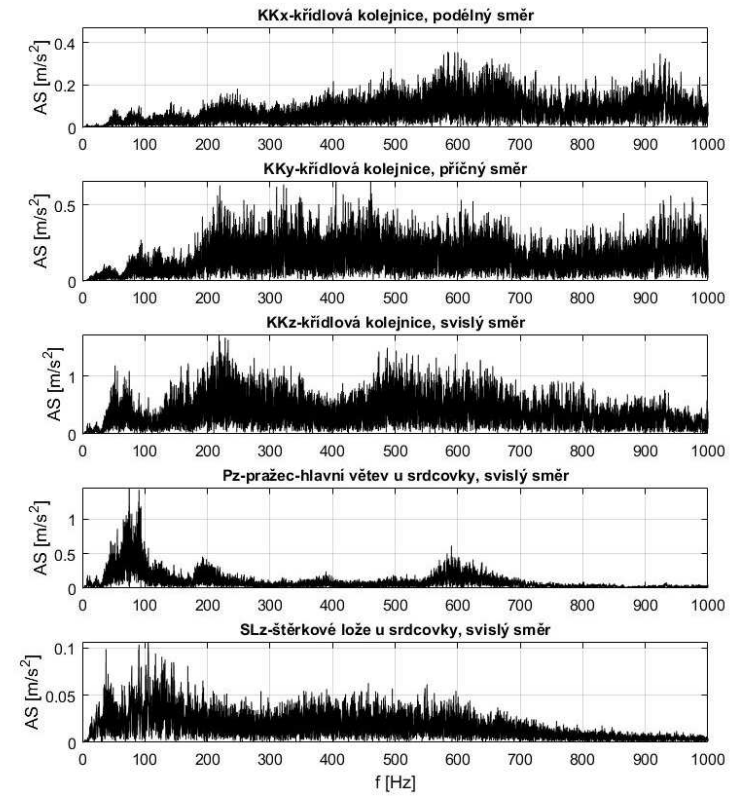 KKx-křídlová kolejnice, podélný směr
AS [m/s²]
0.4
0.2
0
0 100 200 300 400 500 600 700 800 900 1000
KKy-křídlová kolejnice, příčný směr
AS [m/s²]
0.5
0
0 100 200 300 400 500 600 700 800 900 1000
KKz-křídlová kolejnice, svislý směr
AS [m/s²]
1
0
0 100 200 300 400 500 600 700 800 900 1000
Pz-pražec-hlavní větev u srdcovky, svislý směr
AS [m/s²]
1
0.5
0
0 100 200 300 400 500 600 700 800 900 1000
SLz-štěrkové lože u srdcovky, svislý směr
AS [m/s²]
0.1
0.05
0
0 100 200 300 400 500 600 700 800 900 1000
f [Hz]